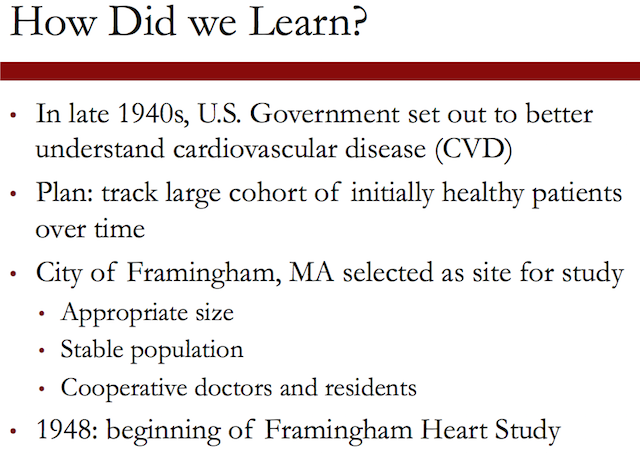 How Did we Learn?
• In late 1940s, U.S. Government set out to better
understand cardiovascular disease (CVD)
• Plan: track large cohort of initially healthy patients
over time
• City of Framingham, MA selected as site for study
• Appropriate size
• Stable population
• Cooperative doctors and residents
• 1948: beginning of Framingham Heart Study